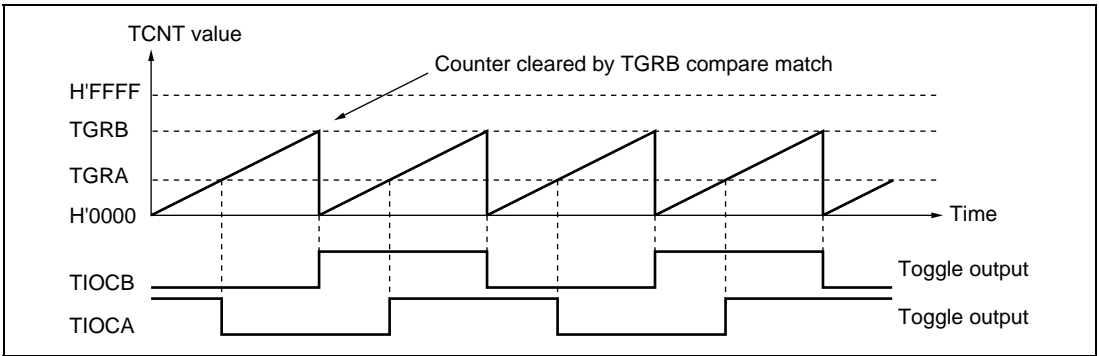 TCNT value
Counter cleared by TGRB compare match
H'FFFF
TGRB
TGRA
H'0000
Time
TIOCB
Toggle output
TIOCA
Toggle output